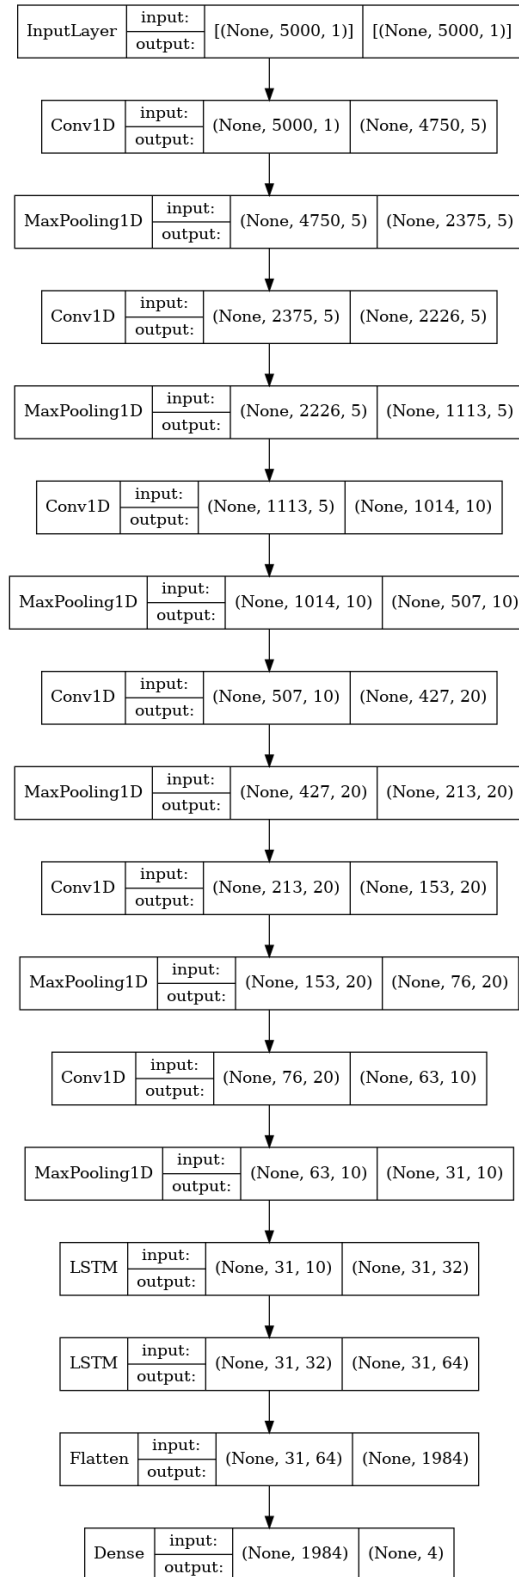 InputLayer input: output: [(None, 5000, 1)] [(None, 5000, 1)]
Conv1D input: output: (None, 5000, 1) (None, 4750, 5)
MaxPooling1D input: output: (None, 4750, 5) (None, 2375, 5)
Conv1D input: output: (None, 2375, 5) (None, 2226, 5)
MaxPooling1D input: output: (None, 2226, 5) (None, 1113, 5)
Conv1D input: output: (None, 1113, 5) (None, 1014, 10)
MaxPooling1D input: output: (None, 1014, 10) (None, 507, 10)
Conv1D input: output: (None, 507, 10) (None, 427, 20)
MaxPooling1D input: output: (None, 427, 20) (None, 213, 20)
Conv1D input: output: (None, 213, 20) (None, 153, 20)
MaxPooling1D input: output: (None, 153, 20) (None, 76, 20)
Conv1D input: output: (None, 76, 20) (None, 63, 10)
MaxPooling1D input: output: (None, 63, 10) (None, 31, 10)
LSTM input: output: (None, 31, 10) (None, 31, 32)
LSTM input: output: (None, 31, 32) (None, 31, 64)
Flatten input: output: (None, 31, 64) (None, 1984)
Dense input: output: (None, 1984) (None, 4)